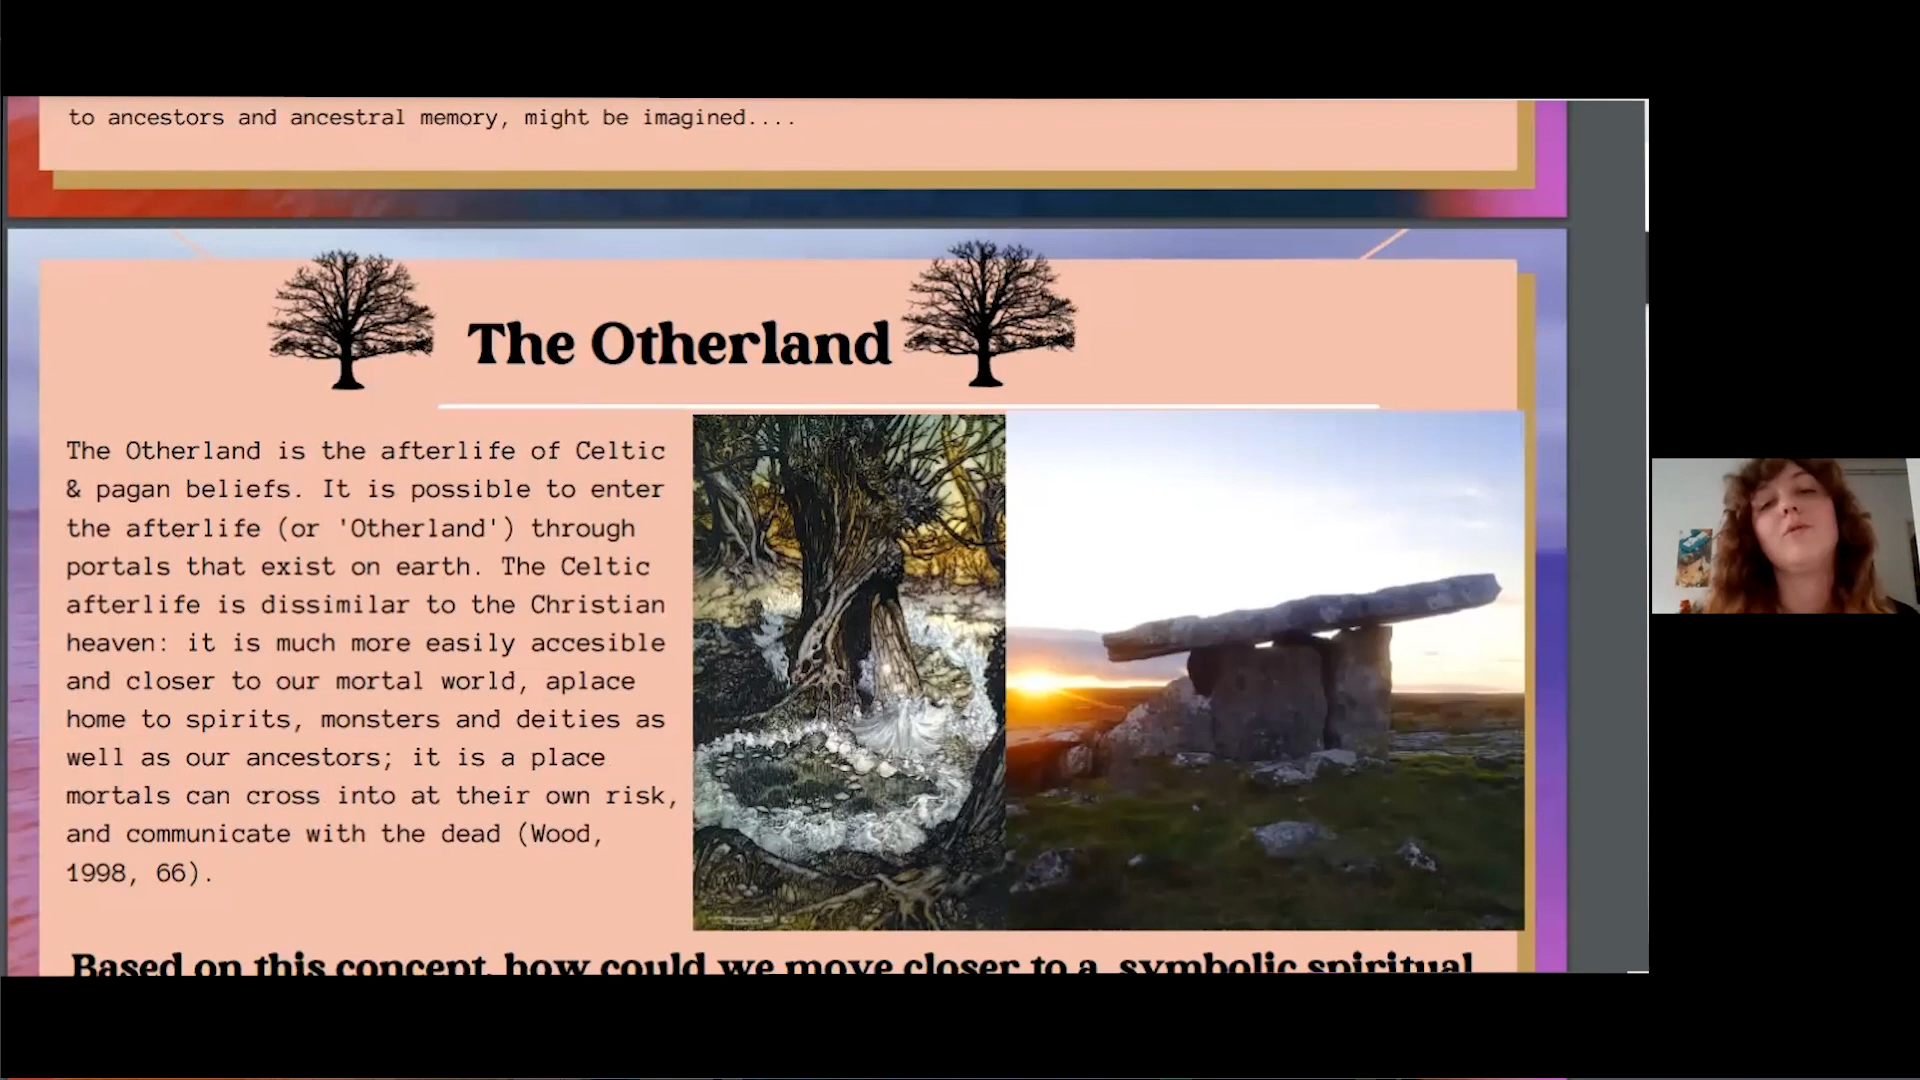 to ancestors and ancestral memory, might be imagined....
The Otherland
The Otherland is the afterlife of Celtic
& pagan beliefs. It is possible to enter
the afterlife (or 'Otherland') through
portals that exist on earth. The Celtic
afterlife is dissimilar to the Christian
heaven: it is much more easily accesible
and closer to our mortal world, aplace
home to spirits, monsters and deities as
well as our ancestors; it is a place
mortals can cross into at their own risk,
and communicate with the dead (Wood,
1998, 66).
Based on this concept, how could we move closer to a symbolic spiritual